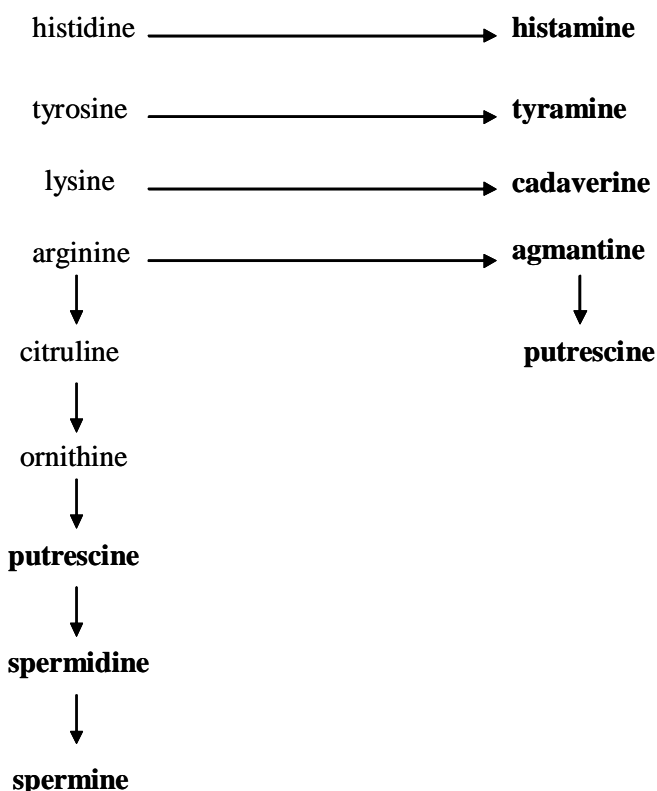 histidine histamine
tyrosine tyramine
lysine cadaverine
arginine agmantine
citruline putrescine
ornithine
putrescine
spermidine
spermine